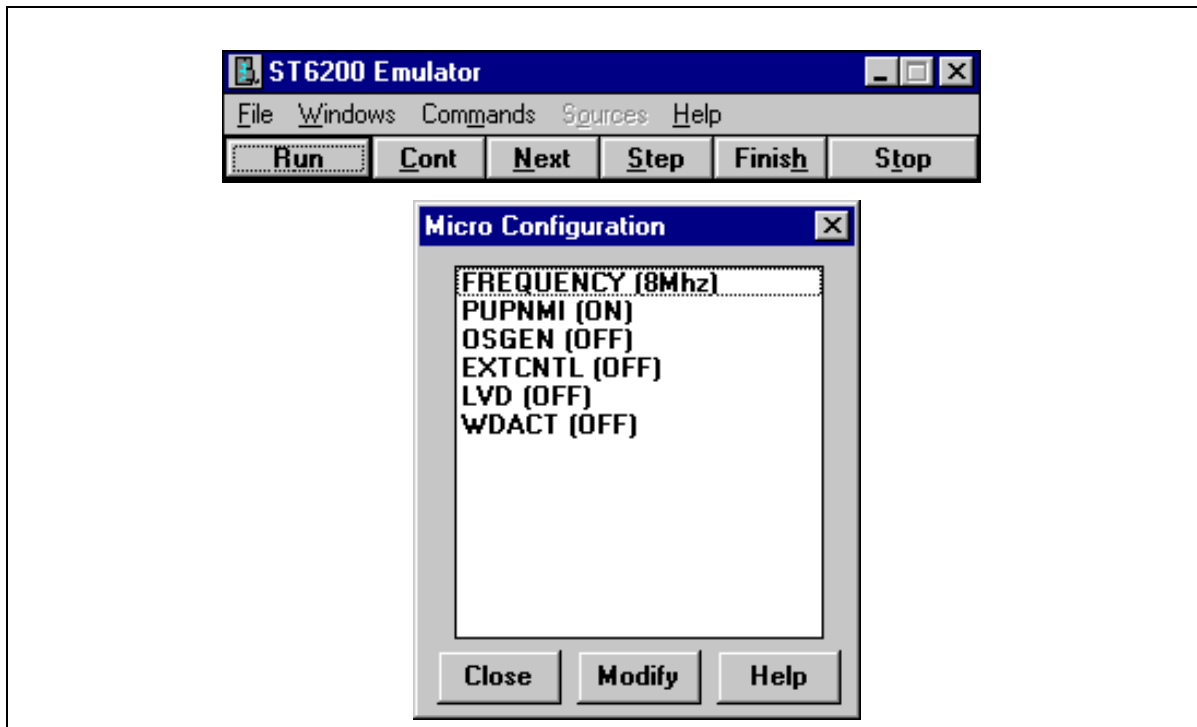 ST6200 Emulator
File Windows Commands Sources Help
Run Cont Next Step Finish Stop
Micro Configuration
FREQUENCY (8Mhz)
PUPNMI (ON)
OSGEN (OFF)
EXTCNTL (OFF)
LVD (OFF)
WDACT (OFF)
Close Modify Help